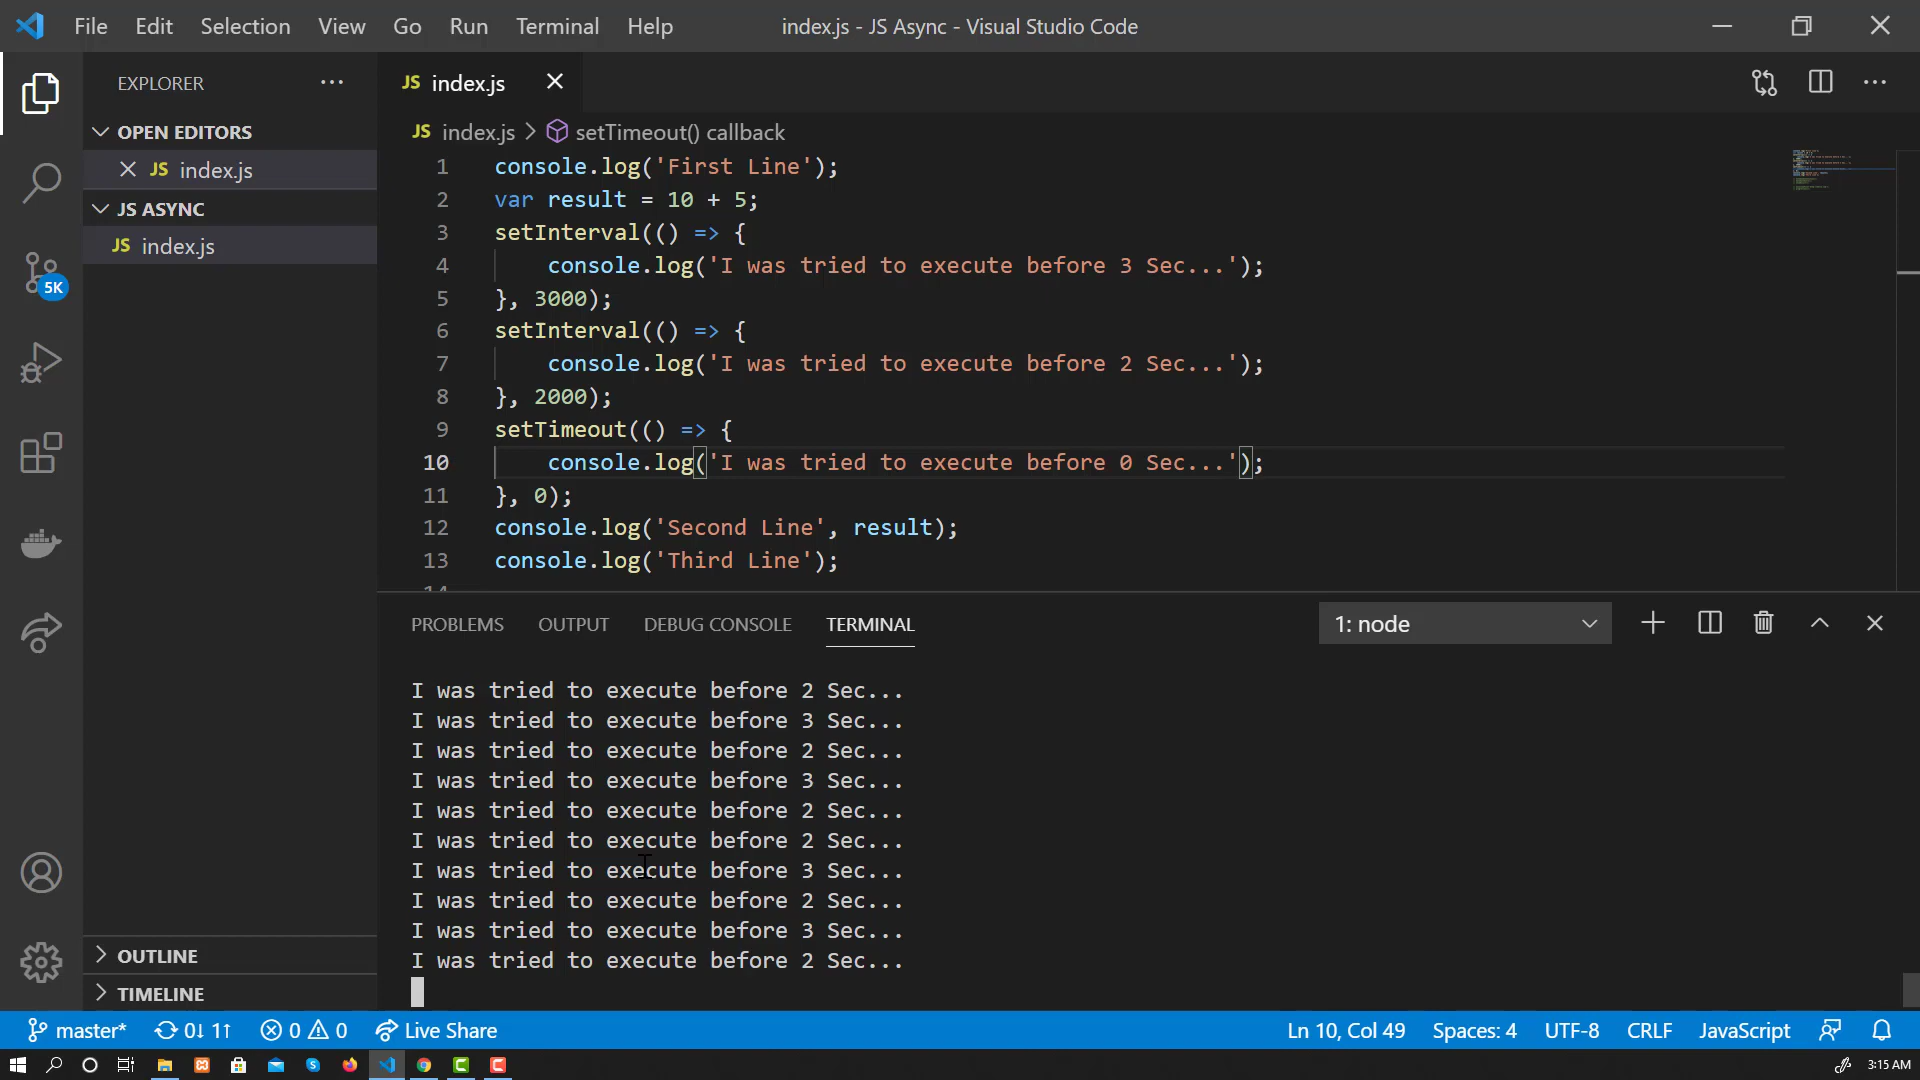 File Edit Selection View Go Run Terminal Help
index.js - JS Async - Visual Studio Code
EXPLORER
OPEN EDITORS
JS index.js
JS ASYNC
JS index.js
5K
OUTLINE
TIMELINE
JS index.js
JS index.js > setTimeout() callback
1 console.log('First Line');
2 var result = 10 + 5;
3 setInterval(() => {
4 console.log('I was tried to execute before 3 Sec...');
5 }, 3000);
6 setInterval(() => {
7 console.log('I was tried to execute before 2 Sec...');
8 }, 2000);
9 setTimeout(() => {
10 console.log('I was tried to execute before 0 Sec...');
11 }, 0);
12 console.log('Second Line', result);
13 console.log('Third Line');
PROBLEMS OUTPUT DEBUG CONSOLE TERMINAL
1: node
I was tried to execute before 2 Sec...
I was tried to execute before 3 Sec...
I was tried to execute before 2 Sec...
I was tried to execute before 3 Sec...
I was tried to execute before 2 Sec...
I was tried to execute before 2 Sec...
I was tried to execute before 3 Sec...
I was tried to execute before 2 Sec...
I was tried to execute before 3 Sec...
I was tried to execute before 2 Sec...
master* 0↓ 1↑ 0 0 Live Share
Ln 10, Col 49 Spaces: 4 UTF-8 CRLF JavaScript
3:15 AM